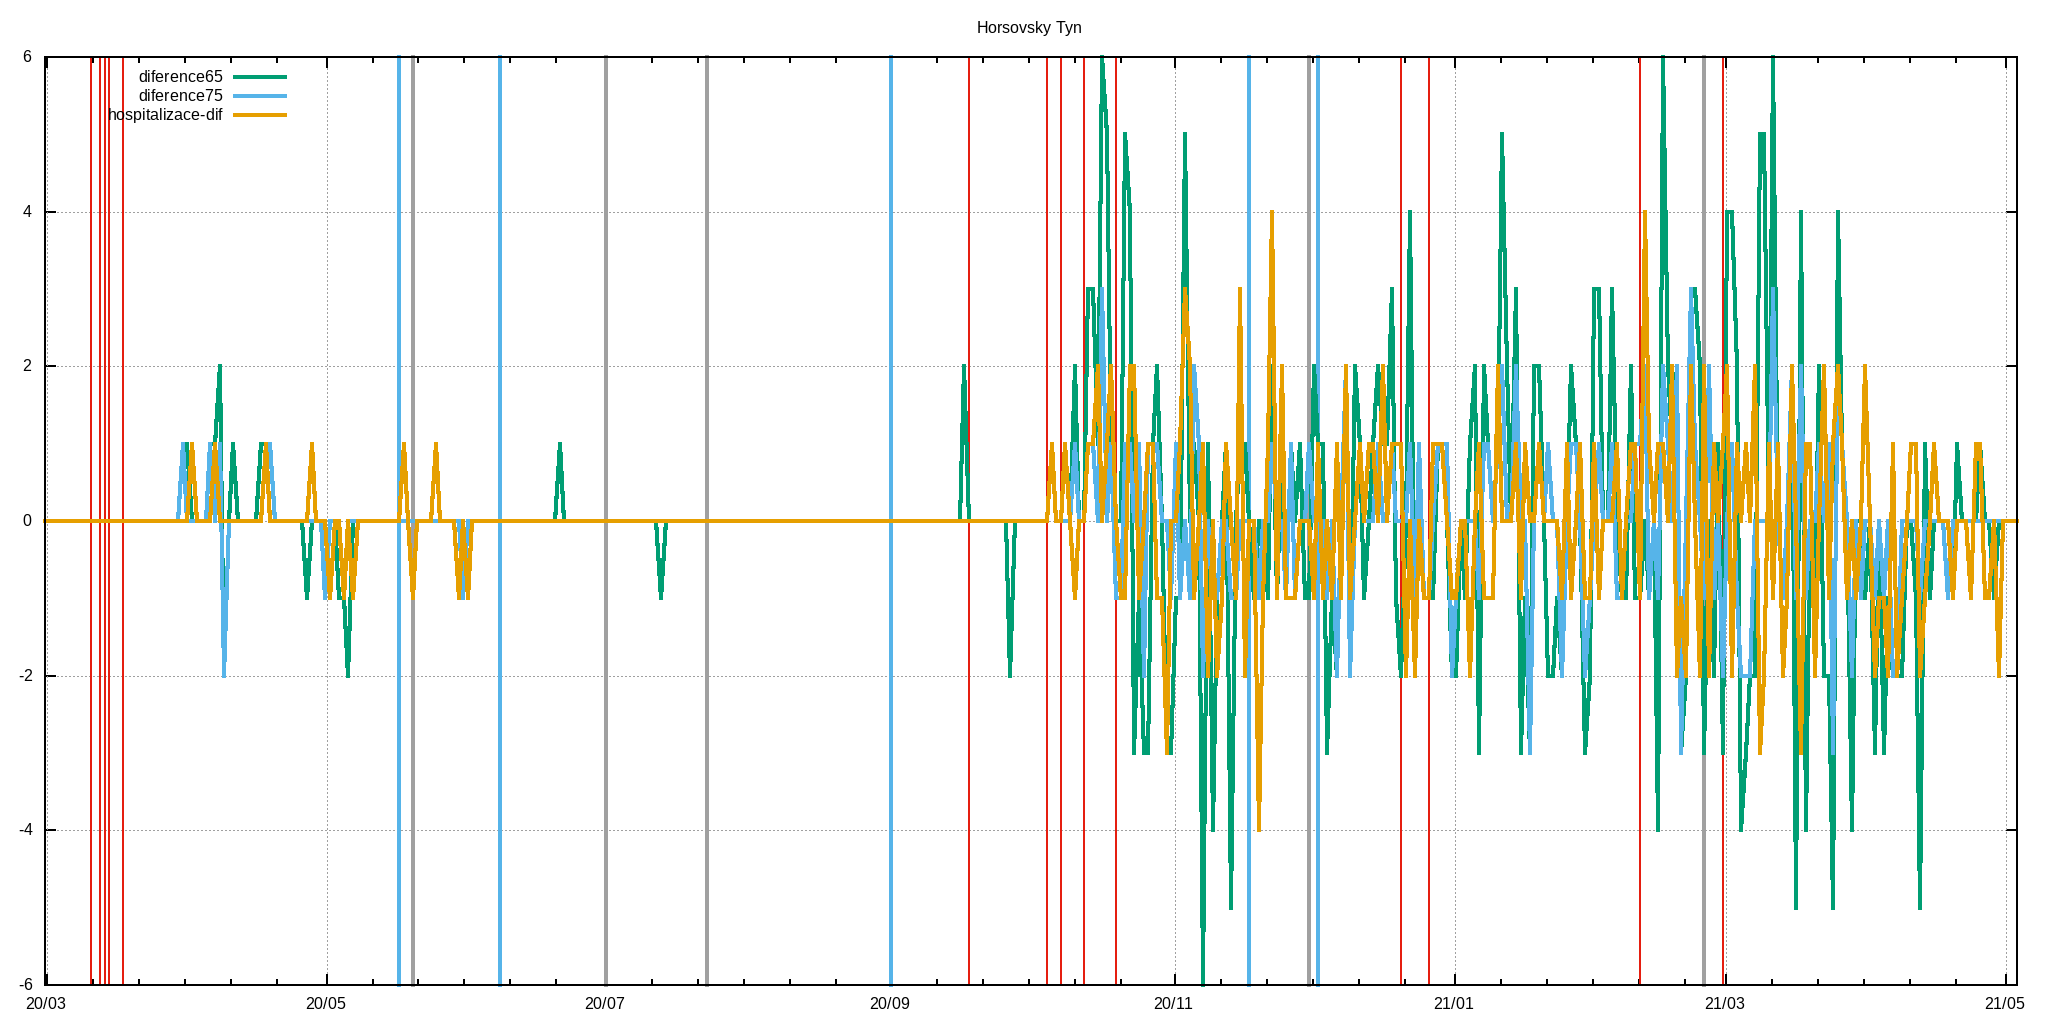 Horsovsky Tyn
diference65
diference75
hospitalizace-dif
6
4
2
0
-2
-4
-6
20/03 20/05 20/07 20/09 20/11 21/01 21/03 21/05